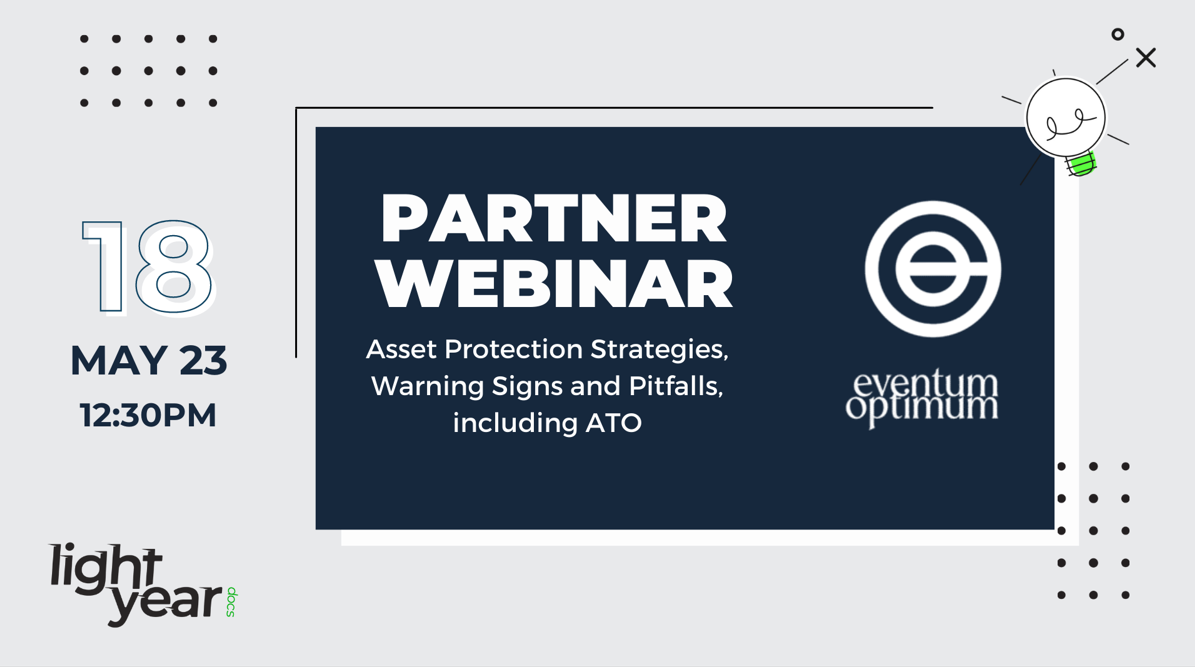 18
MAY 23
12:30PM
PARTNER
WEBINAR
Asset Protection Strategies,
Warning Signs and Pitfalls,
including ATO
eventum
optimum
light
year
docs